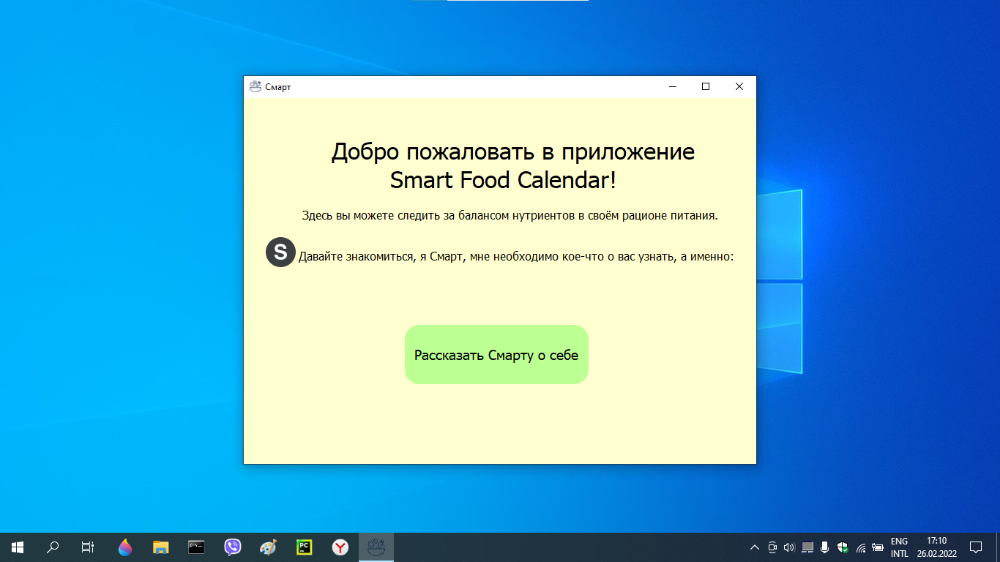 Смарт
Добро пожаловать в приложение
Smart Food Calendar!
Здесь вы можете следить за балансом нутриентов в своём рационе питания.
S
Давайте знакомиться, я Смарт, мне необходимо кое-что о вас узнать, а именно:
Рассказать Смарту о себе
PC
Y
ENG
INTL
17:10
26.02.2022